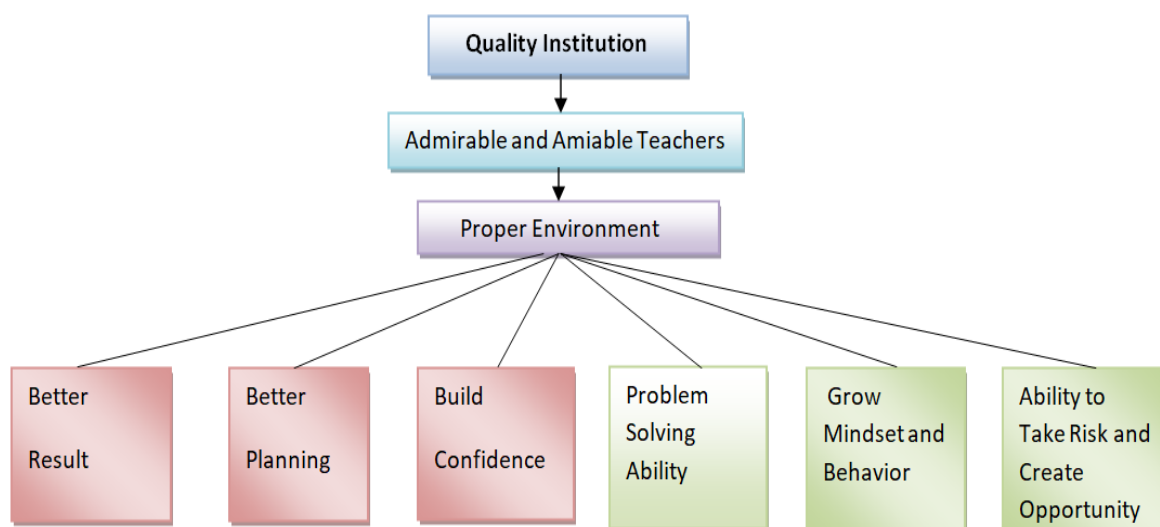 Quality Institution
Admirable and Amiable Teachers
Proper Environment
Better
Result
Better
Planning
Build
Confidence
Problem
Solving
Ability
Grow
Mindset and
Behavior
Ability to
Take Risk and
Create
Opportunity